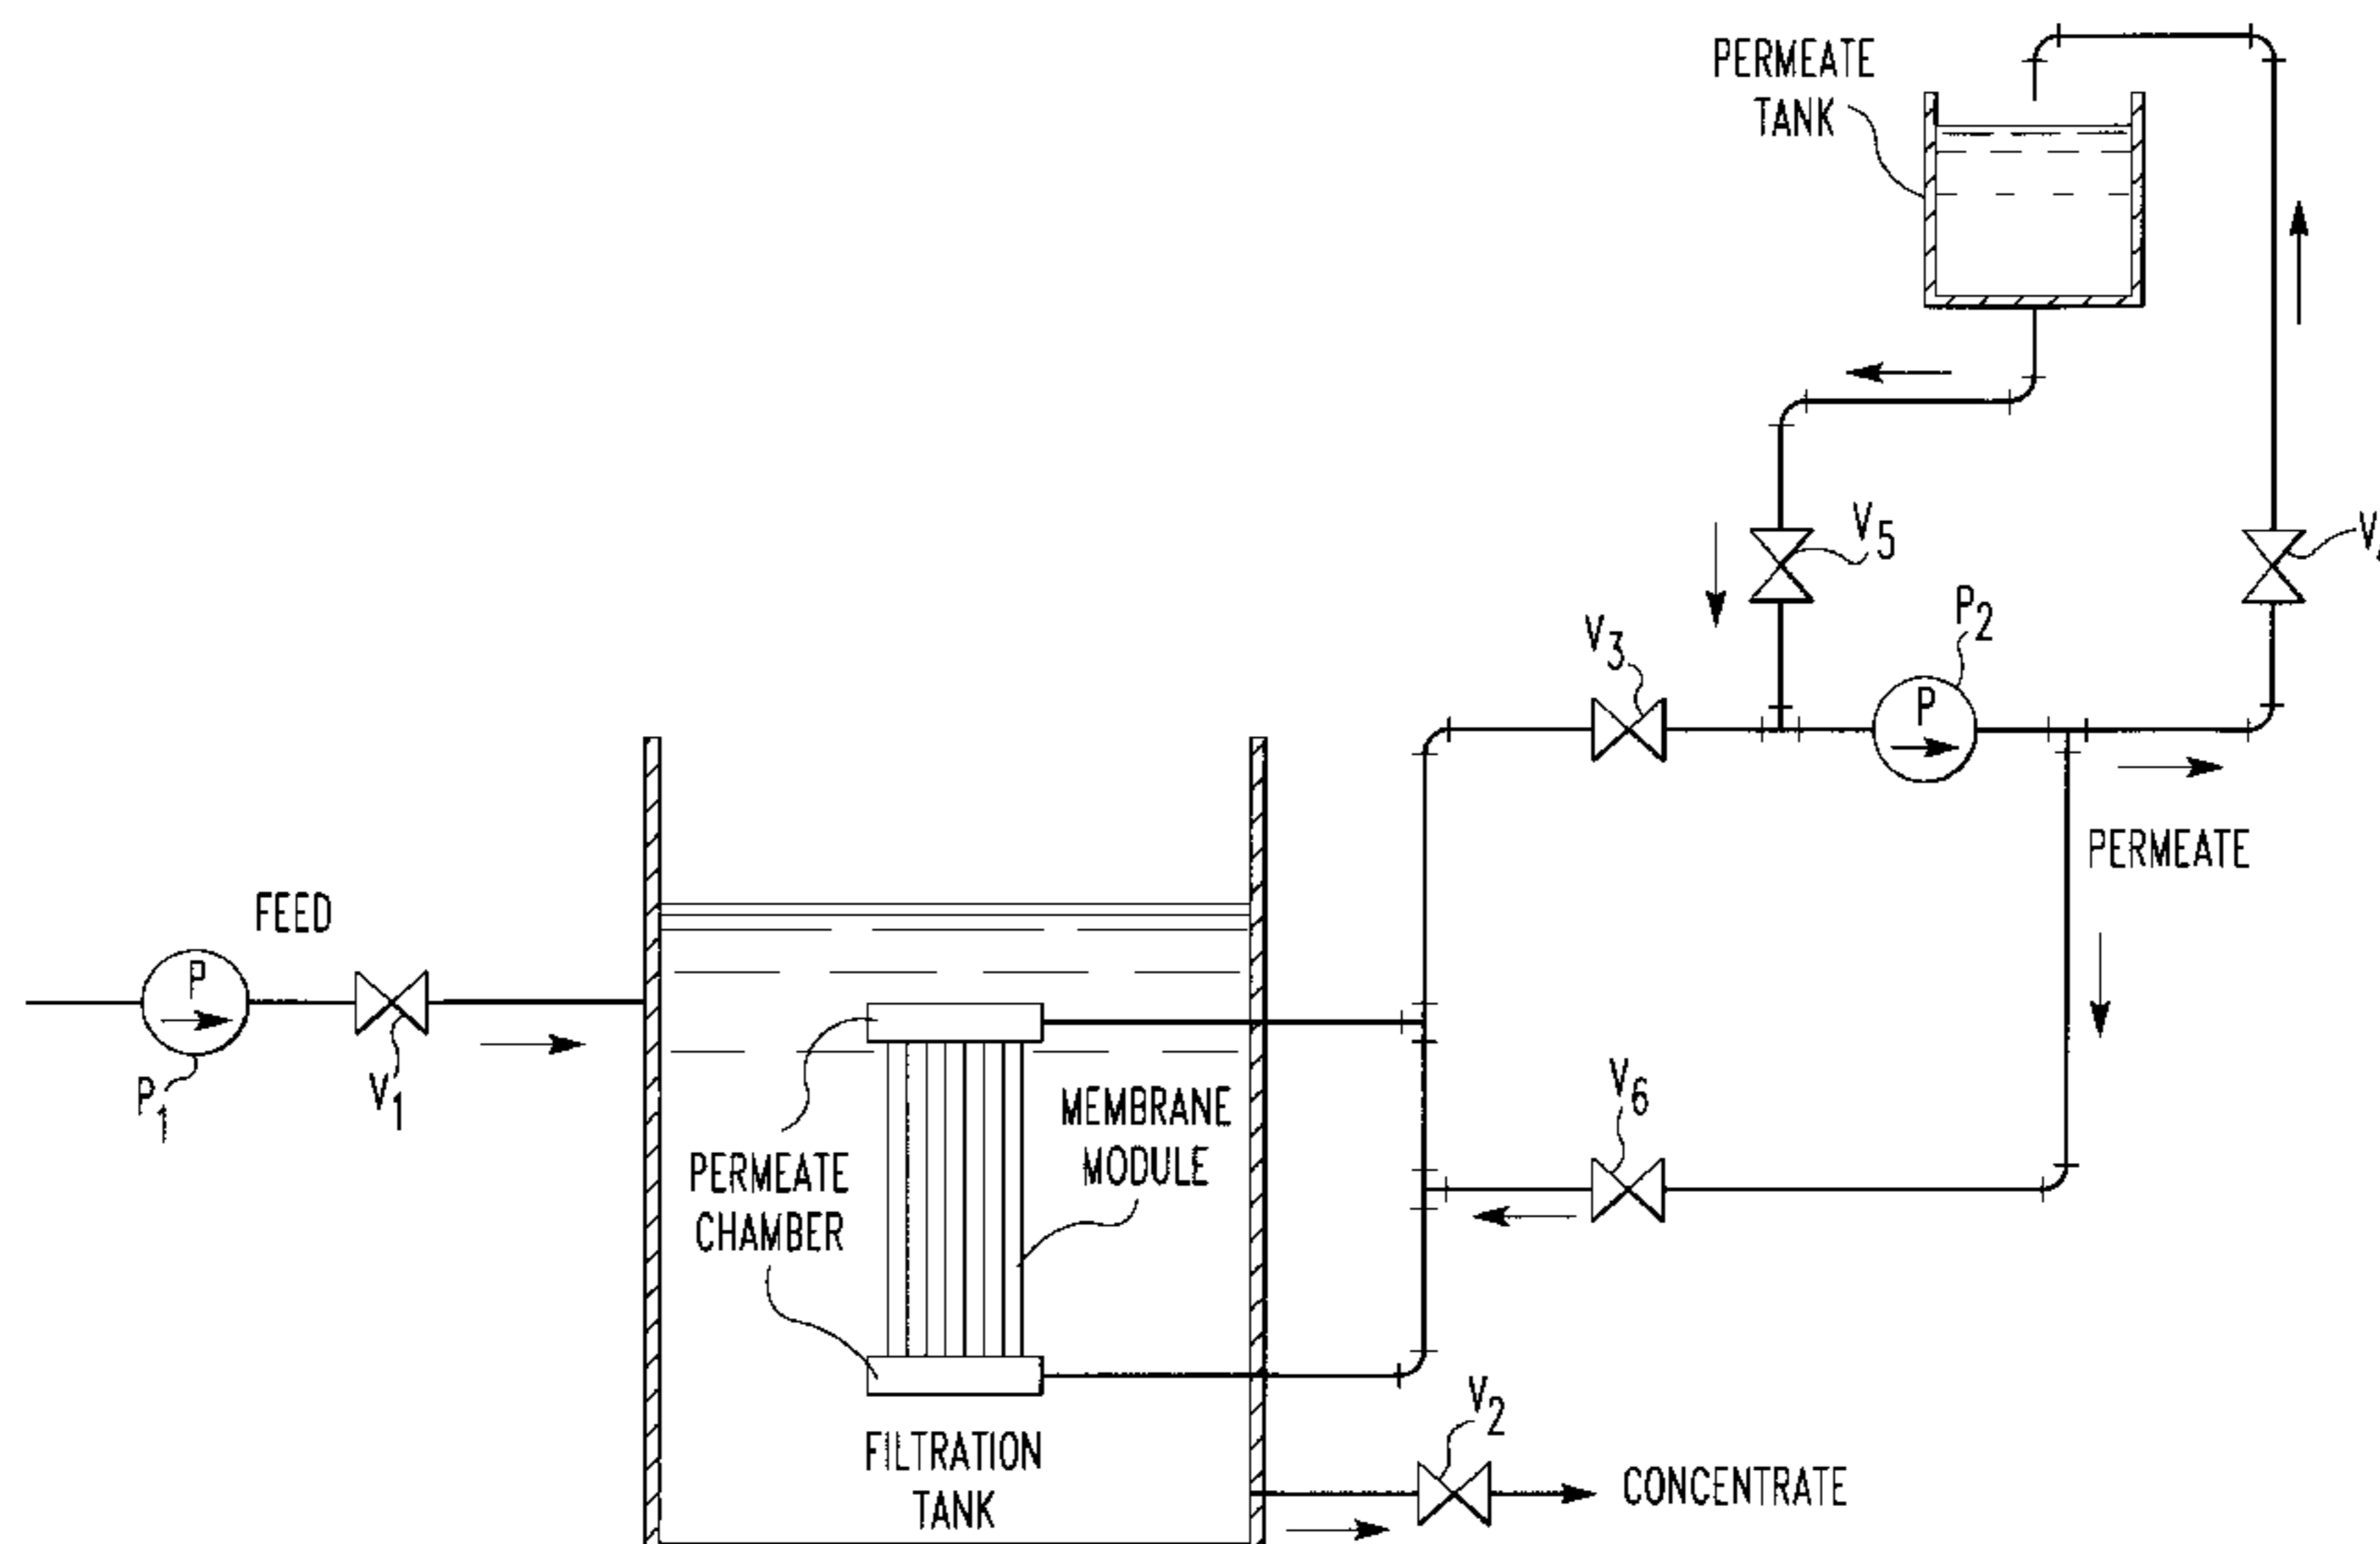 PERMEATE
TANK
V5
V
P2
V3
P
PERMEATE
FEED
P
P1
V1
V6
MEMBRANE
MODULE
PERMEATE
CHAMBER
V2
FILTRATION
TANK
CONCENTRATE